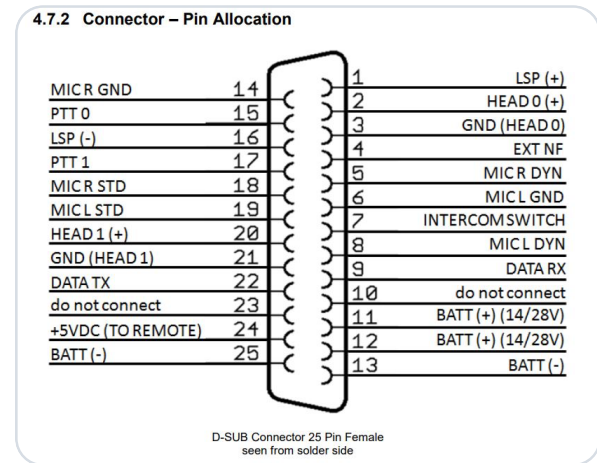 4.7.2 Connector – Pin Allocation
MIC R GND 14
PTT 0 15
LSP (-) 16
PTT 1 17
MIC R STD 18
MIC L STD 19
HEAD 1 (+) 20
GND (HEAD 1) 21
DATA TX 22
do not connect 23
+5VDC (TO REMOTE) 24
BATT (-) 25
1 LSP (+)
2 HEAD 0 (+)
3 GND (HEAD 0)
4 EXT NF
5 MIC R DYN
6 MIC L GND
7 INTERCOM SWITCH
8 MIC L DYN
9 DATA RX
10 do not connect
11 BATT (+) (14/28V)
12 BATT (+) (14/28V)
13 BATT (-)
D-SUB Connector 25 Pin Female
seen from solder side